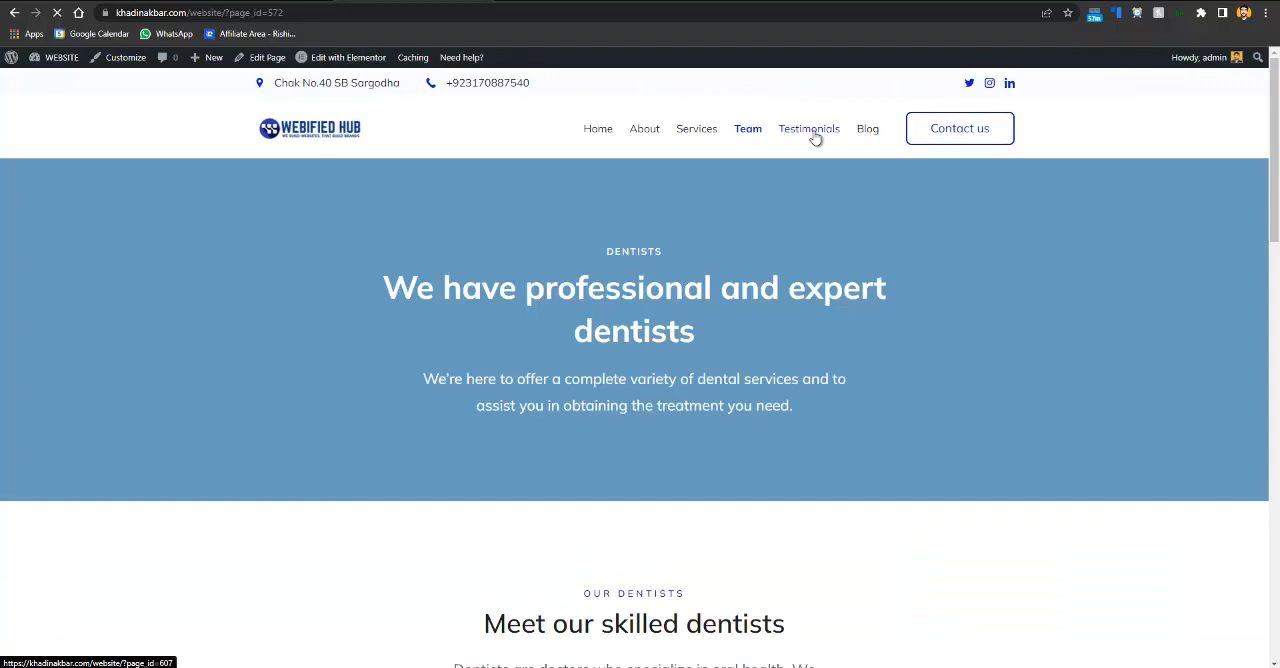 khadinakbar.com/website/?page_id=572
57m
Apps Google Calendar WhatsApp Affiliate Area - Rishi...
WEBSITE Customize 0 New Edit Page Edit with Elementor Caching Need help? Howdy, admin
Chak No.40 SB Sargodha +923170887540
WEBIFIED HUB
WE BUILD WEBSITES, THAT BUILD BRANDS
Home About Services Team Testimonials Blog Contact us
DENTISTS
We have professional and expert
dentists
We're here to offer a complete variety of dental services and to
assist you in obtaining the treatment you need.
OUR DENTISTS
Meet our skilled dentists
Dentists are doctors who specialize in oral health. We
https://khadinakbar.com/website/?page_id=607